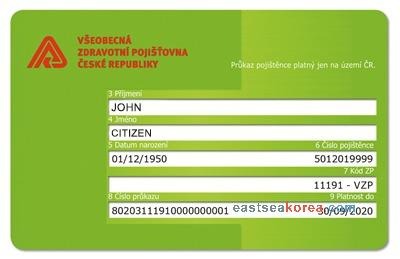 VŠEOBECNÁ
ZDRAVOTNÍ POJIŠŤOVNA
ČESKÉ REPUBLIKY
Průkaz pojištěnce platný jen na území ČR.
3 Příjmení
JOHN
4 Jméno
CITIZEN
5 Datum narození 6 Číslo pojištěnce
01/12/1950 5012019999
7 Kód ZP
11191 - VZP
8 Číslo průkazu 9 Platnost do
80203111910000000001 30/09/2020
eastseakorea.com